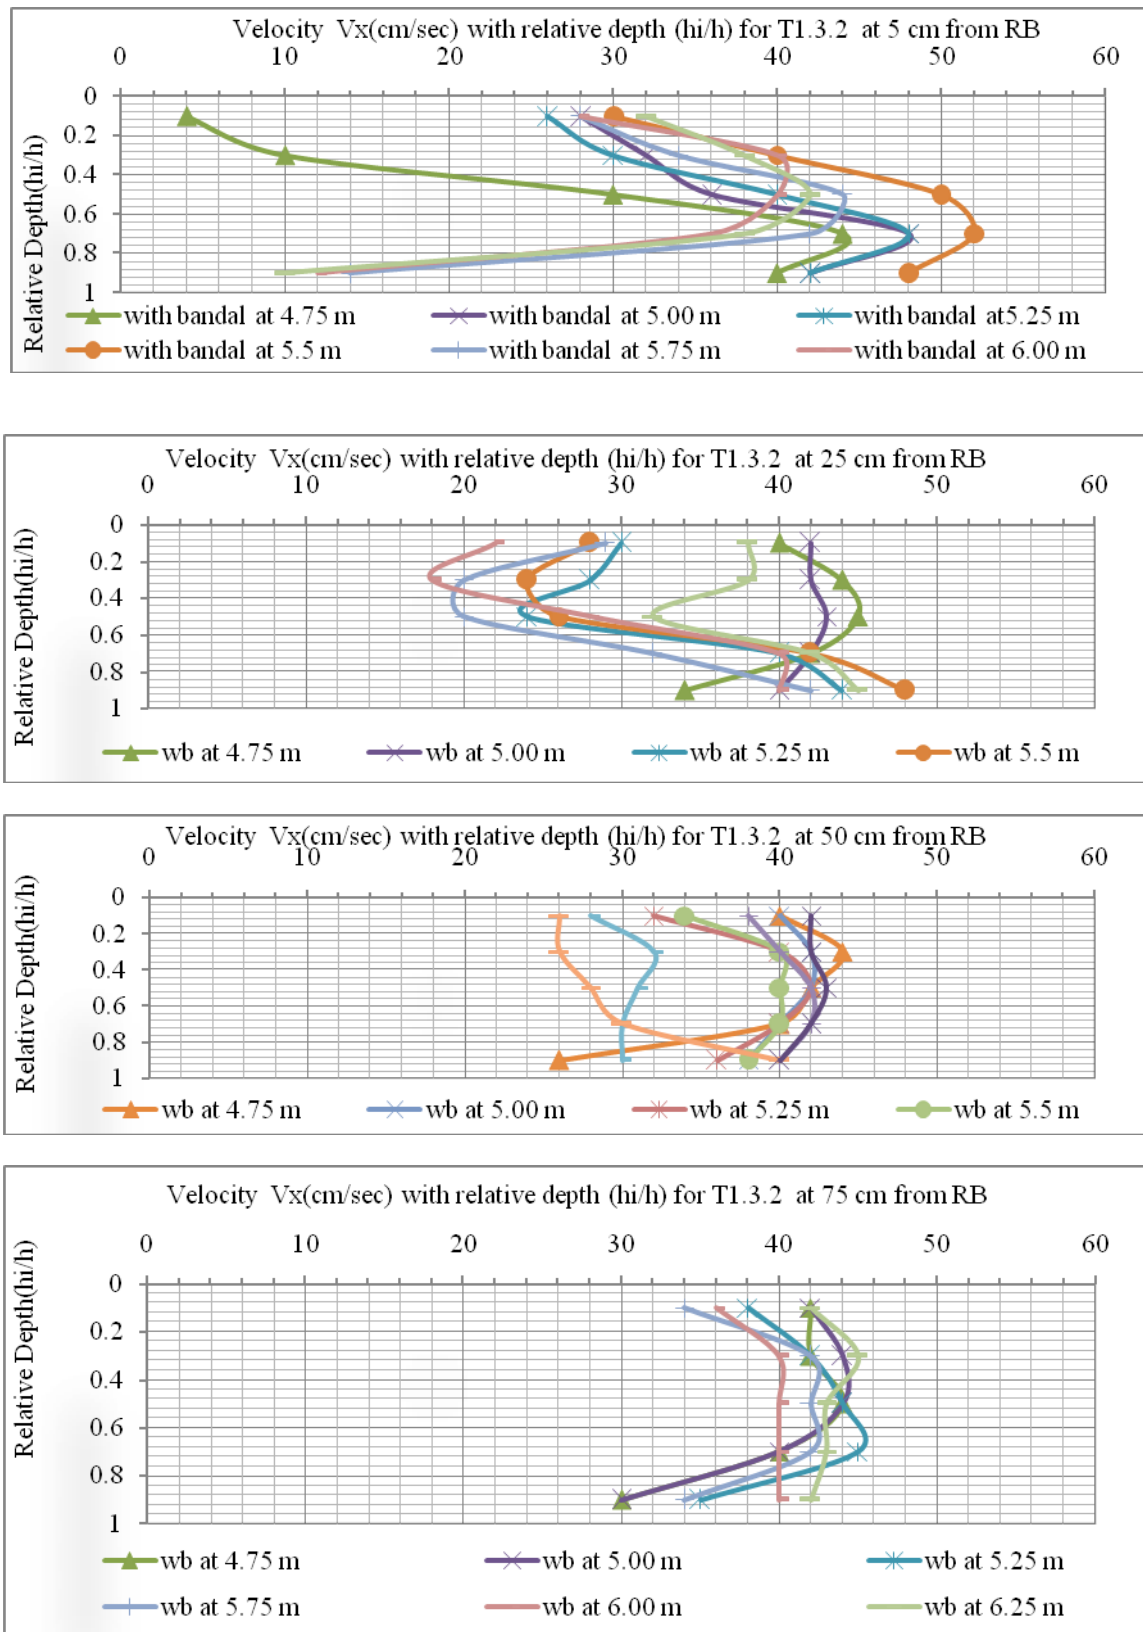 Velocity Vx(cm/sec) with relative depth (hi/h) for T1.3.2 at 5 cm from RB
0 10 20 30 40 50 60
Relative Depth(hi/h)
0
0.2
0.4
0.6
0.8
1
with bandal at 4.75 m with bandal at 5.00 m with bandal at5.25 m
with bandal at 5.5 m with bandal at 5.75 m with bandal at 6.00 m
Velocity Vx(cm/sec) with relative depth (hi/h) for T1.3.2 at 25 cm from RB
0 10 20 30 40 50 60
Relative Depth(hi/h)
0
0.2
0.4
0.6
0.8
1
wb at 4.75 m wb at 5.00 m wb at 5.25 m wb at 5.5 m
Velocity Vx(cm/sec) with relative depth (hi/h) for T1.3.2 at 50 cm from RB
0 10 20 30 40 50 60
Relative Depth(hi/h)
0
0.2
0.4
0.6
0.8
1
wb at 4.75 m wb at 5.00 m wb at 5.25 m wb at 5.5 m
Velocity Vx(cm/sec) with relative depth (hi/h) for T1.3.2 at 75 cm from RB
0 10 20 30 40 50 60
Relative Depth(hi/h)
0
0.2
0.4
0.6
0.8
1
wb at 4.75 m wb at 5.00 m wb at 5.25 m
wb at 5.75 m wb at 6.00 m wb at 6.25 m